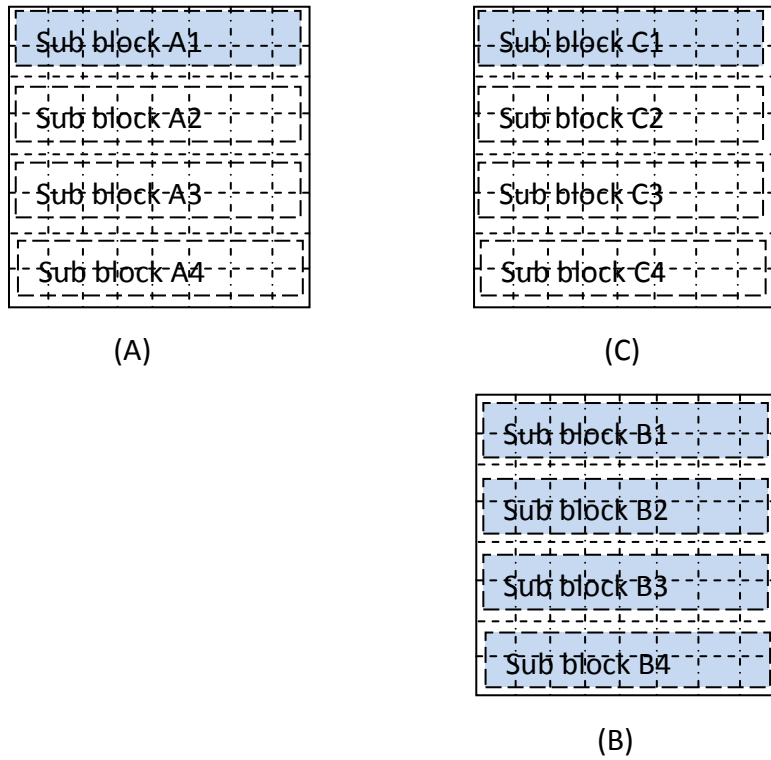 Sub block A1
Sub block A2
Sub block A3
Sub block A4
(A)
Sub block C1
Sub block C2
Sub block C3
Sub block C4
(C)
Sub block B1
Sub block B2
Sub block B3
Sub block B4
(B)